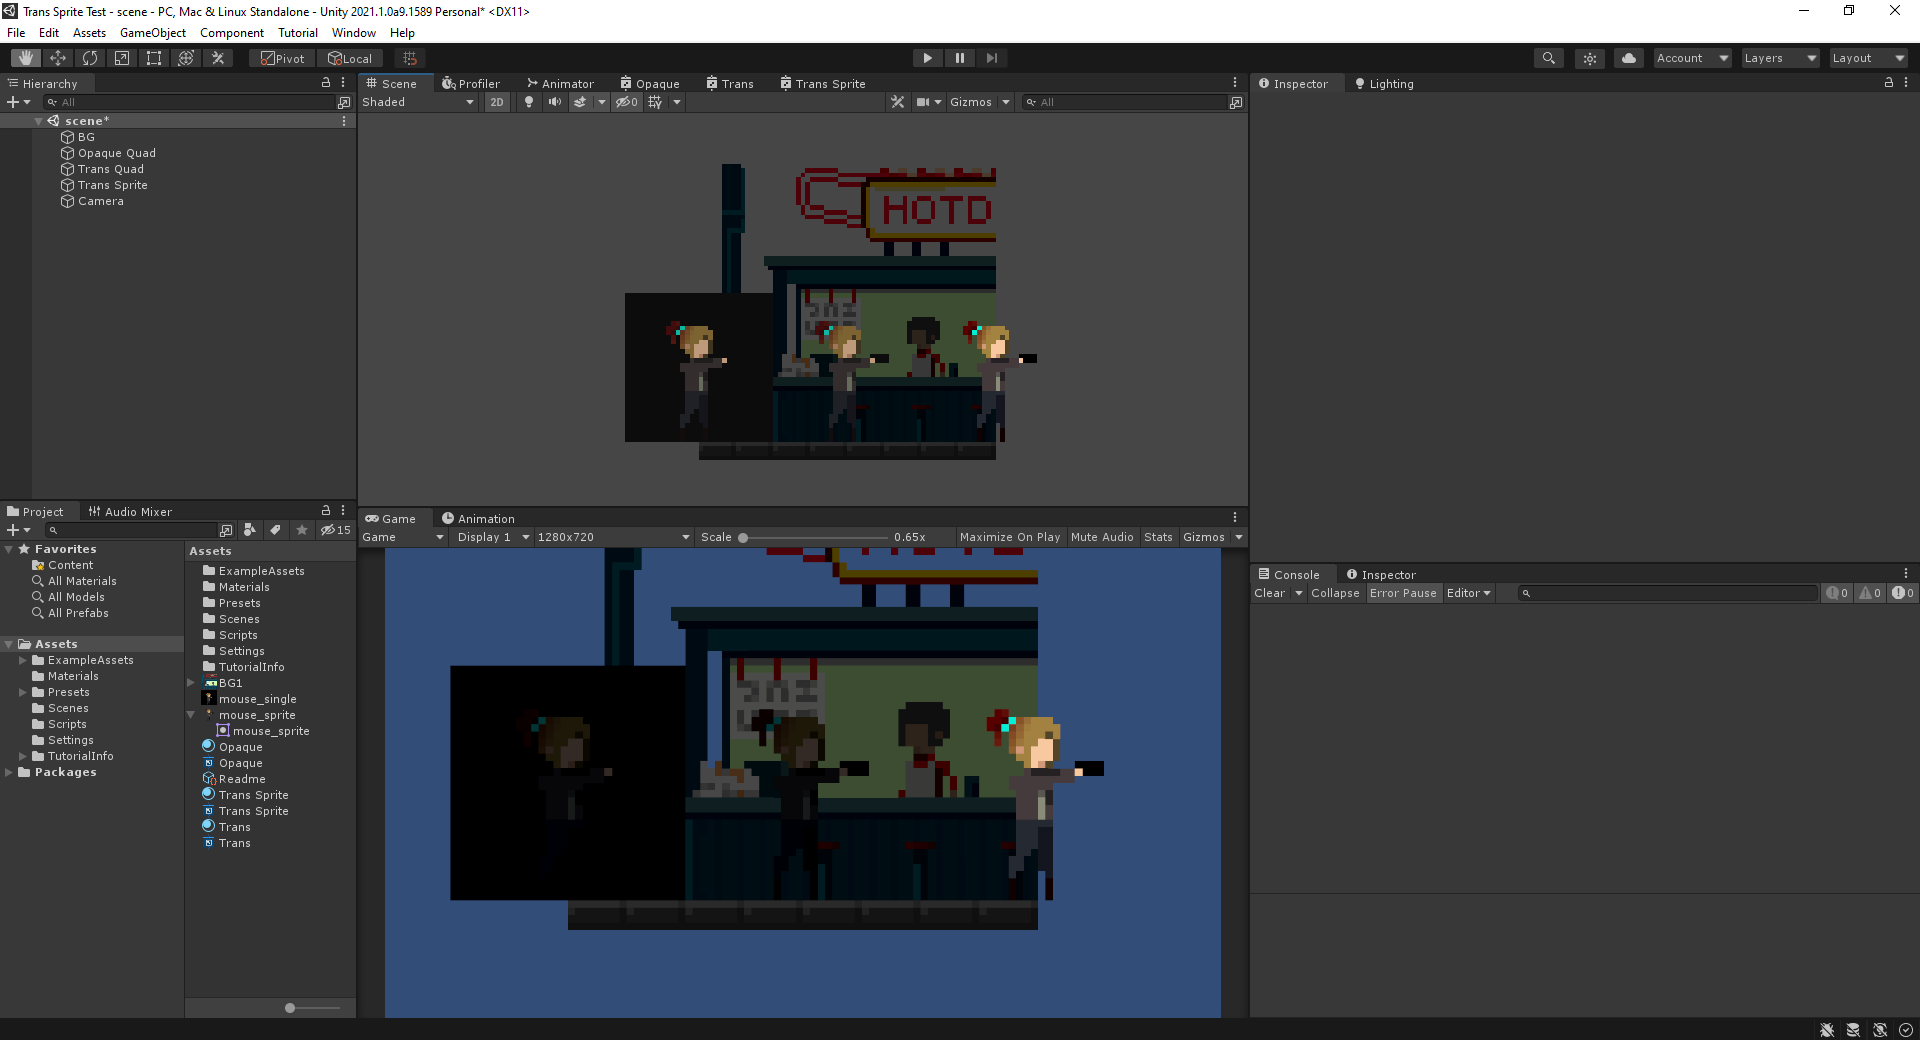 Trans Sprite Test - scene - PC, Mac & Linux Standalone - Unity 2021.1.0a9.1589 Personal* <DX11>
File Edit Assets GameObject Component Tutorial Window Help
Pivot Local Account Layers Layout
Hierarchy
All
scene*
BG
Opaque Quad
Trans Quad
Trans Sprite
Camera
Scene Profiler Animator Opaque Trans Trans Sprite
Shaded 2D 0 Gizmos All
HOTD
Inspector Lighting
Project Audio Mixer
15
Favorites
Content
All Materials
All Models
All Prefabs
Assets
ExampleAssets
Materials
Presets
Scenes
Scripts
Settings
TutorialInfo
Packages
Assets
ExampleAssets
Materials
Presets
Scenes
Scripts
Settings
TutorialInfo
BG1
mouse_single
mouse_sprite
mouse_sprite
Opaque
Opaque
Readme
Trans Sprite
Trans Sprite
Trans
Trans
Game Animation
Game Display 1 1280x720 Scale 0.65x Maximize On Play Mute Audio Stats Gizmos
Console Inspector
Clear Collapse Error Pause Editor 0 0 0